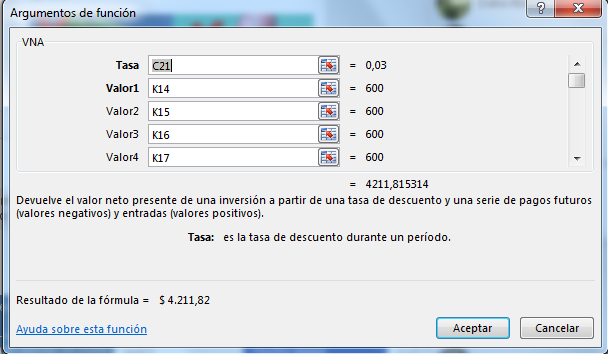 Argumentos de función
VNA
Tasa C21 = 0,03
Valor1 K14 = 600
Valor2 K15 = 600
Valor3 K16 = 600
Valor4 K17 = 600
= 4211,815314
Devuelve el valor neto presente de una inversión a partir de una tasa de descuento y una serie de pagos futuros
(valores negativos) y entradas (valores positivos).
Tasa: es la tasa de descuento durante un período.
Resultado de la fórmula = $ 4.211,82
Ayuda sobre esta función
Aceptar
Cancelar